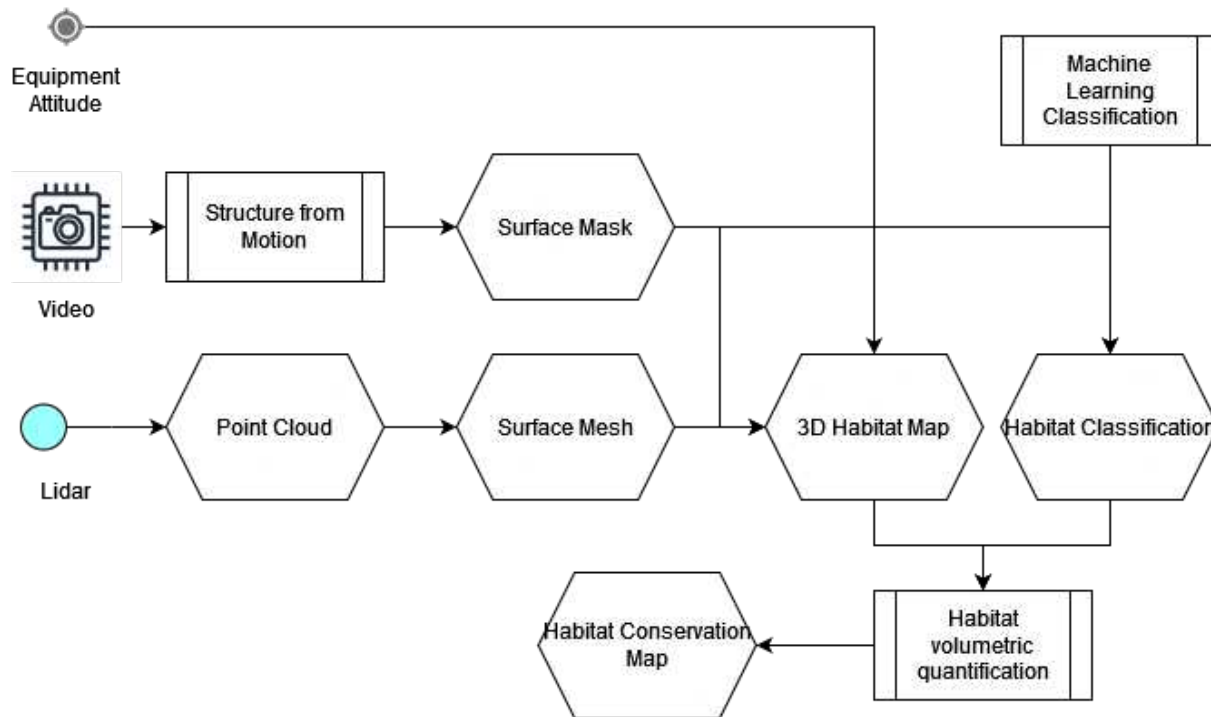 Equipment
Attitude
Machine
Learning
Classification
Structure from
Motion
Surface Mask
Video
Point Cloud
Surface Mesh
3D Habitat Map
Habitat Classification
Lidar
Habitat Conservation
Map
Habitat
volumetric
quantification